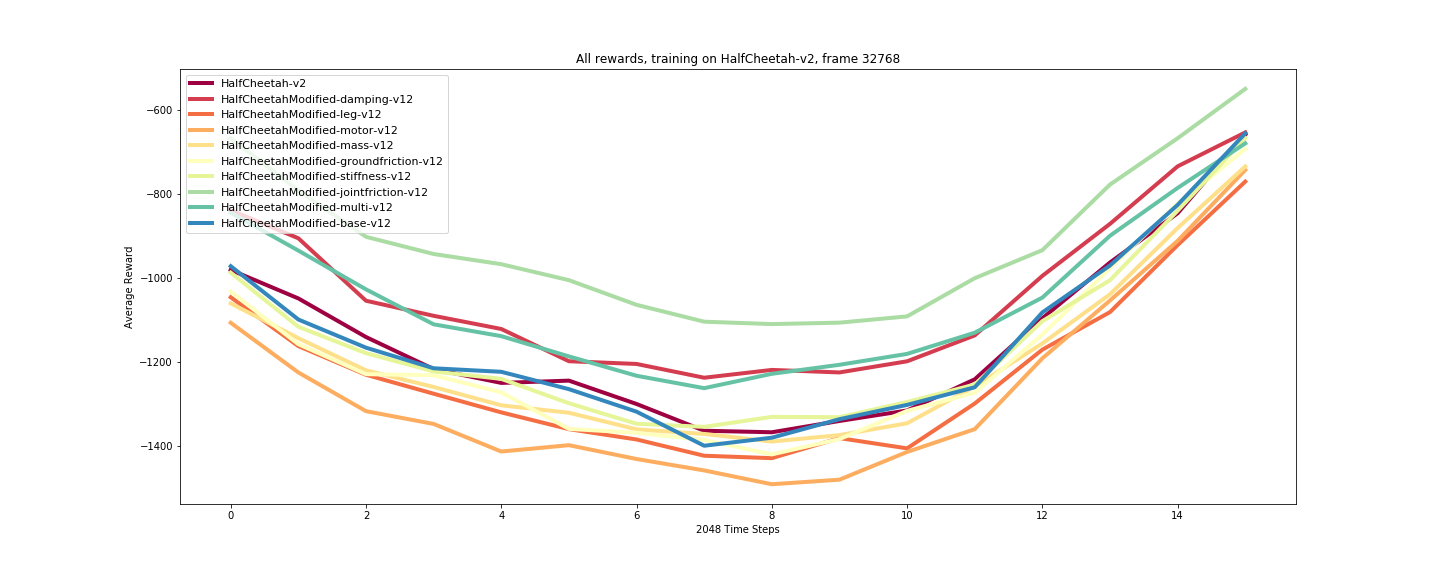 All rewards, training on HalfCheetah-v2, frame 32768
HalfCheetah-v2
HalfCheetahModified-damping-v12
HalfCheetahModified-leg-v12
HalfCheetahModified-motor-v12
HalfCheetahModified-mass-v12
HalfCheetahModified-groundfriction-v12
HalfCheetahModified-stiffness-v12
HalfCheetahModified-jointfriction-v12
HalfCheetahModified-multi-v12
HalfCheetahModified-base-v12
Average Reward
−600
−800
−1000
−1200
−1400
0 2 4 6 8 10 12 14
2048 Time Steps